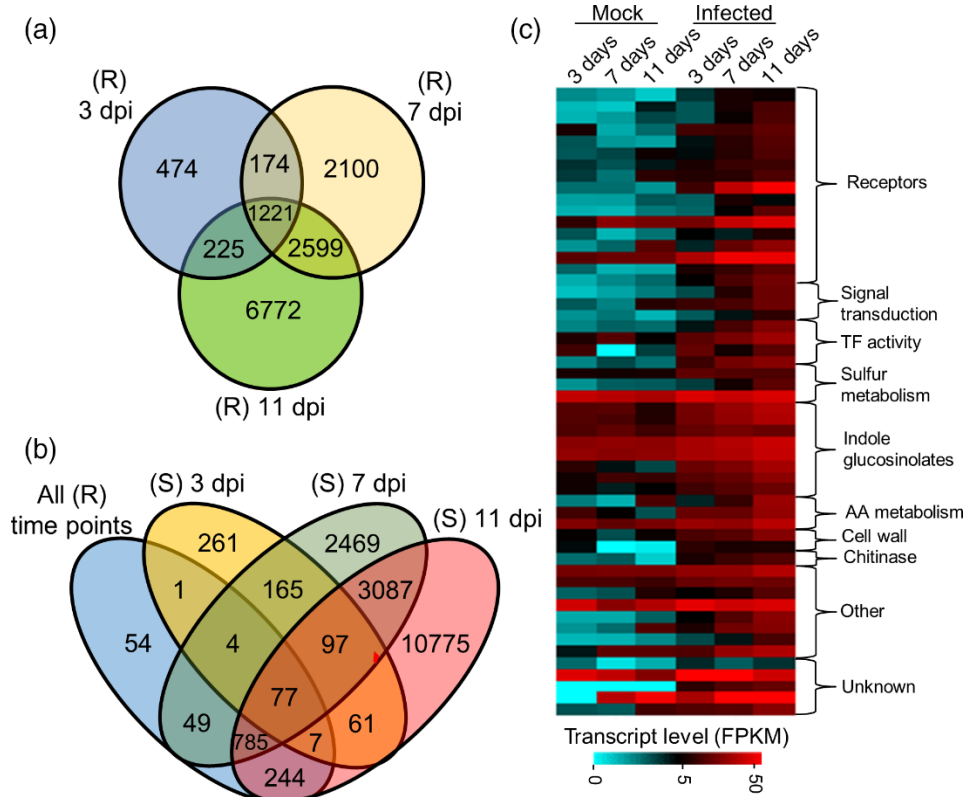 (a)
(R)
3 dpi
(R)
7 dpi
474
174
2100
1221
225
2599
6772
(R) 11 dpi
(b)
All (R)
time points
(S) 3 dpi
(S) 7 dpi
(S) 11 dpi
261
2469
1
165
3087
54
4
97
10775
77
49
785
7
61
244
(c)
Mock
Infected
3 days
7 days
11 days
3 days
7 days
11 days
Receptors
Signal
transduction
TF activity
Sulfur
metabolism
Indole
glucosinolates
AA metabolism
Cell wall
Chitinase
Other
Unknown
Transcript level (FPKM)
0
5
50